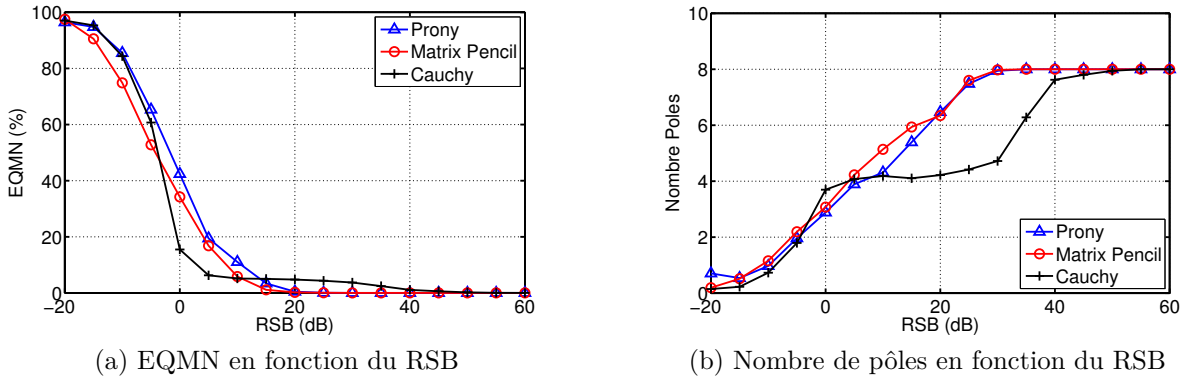 100
80
60
40
20
0
−20 0 20 40 60
EQMN (%)
RSB (dB)
Prony
Matrix Pencil
Cauchy
(a) EQMN en fonction du RSB
10
8
6
4
2
0
−20 0 20 40 60
Nombre Poles
RSB (dB)
Prony
Matrix Pencil
Cauchy
(b) Nombre de pôles en fonction du RSB